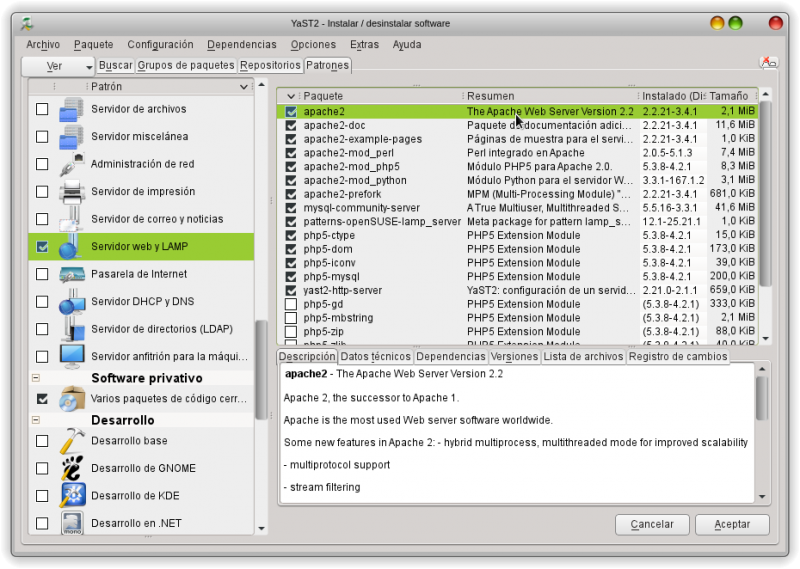 YaST2 - Instalar / desinstalar software
Archivo Paquete Configuración Dependencias Opciones Extras Ayuda
Ver Buscar Grupos de paquetes Repositorios Patrones
Patrón
Servidor de archivos
Servidor miscelánea
Administración de red
Servidor de impresión
Servidor de correo y noticias
Servidor web y LAMP
Pasarela de Internet
Servidor DHCP y DNS
Servidor de directorios (LDAP)
Servidor anfitrión para la máqui...
Software privativo
Varios paquetes de código cerr...
Desarrollo
Desarrollo base
Desarrollo de GNOME
Desarrollo de KDE
mono
Desarrollo en .NET
Paquete Resumen Instalado (Dis Tamaño
apache2 The Apache Web Server Version 2.2 2.2.21-3.4.1 2,1 MiB
apache2-doc Paquete de documentación adici... 2.2.21-3.4.1 11,6 MiB
apache2-example-pages Páginas de muestra para el servi... 2.2.21-3.4.1 1,0 KiB
apache2-mod_perl Perl integrado en Apache 2.0.5-5.1.3 7,4 MiB
apache2-mod_php5 Módulo PHP5 para Apache 2.0. 5.3.8-4.2.1 8,3 MiB
apache2-mod_python Módulo Python para el servidor W... 3.3.1-167.1.2 3,1 MiB
apache2-prefork MPM (Multi-Processing Module) "... 2.2.21-3.4.1 681,0 KiB
mysql-community-server A True Multiuser, Multithreaded S... 5.5.16-3.3.1 41,6 MiB
patterns-openSUSE-lamp_server Meta package for pattern lamp_s... 12.1-25.21.1 1,0 KiB
php5-ctype PHP5 Extension Module 5.3.8-4.2.1 15,0 KiB
php5-dom PHP5 Extension Module 5.3.8-4.2.1 173,0 KiB
php5-iconv PHP5 Extension Module 5.3.8-4.2.1 39,0 KiB
php5-mysql PHP5 Extension Module 5.3.8-4.2.1 200,0 KiB
yast2-http-server YaST2: configuración de un servid... 2.21.0-2.1.1 659,0 KiB
php5-gd PHP5 Extension Module (5.3.8-4.2.1) 333,0 KiB
php5-mbstring PHP5 Extension Module (5.3.8-4.2.1) 2,1 MiB
php5-zip PHP5 Extension Module (5.3.8-4.2.1) 88,0 KiB
php5-zlib PHP5 Extension Module (5.3.8-4.2.1) 40,0 KiB
Descripción Datos técnicos Dependencias Versiones Lista de archivos Registro de cambios
apache2 - The Apache Web Server Version 2.2
Apache 2, the successor to Apache 1.
Apache is the most used Web server software worldwide.
Some new features in Apache 2: - hybrid multiprocess, multithreaded mode for improved scalability
- multiprotocol support
- stream filtering
Cancelar Aceptar